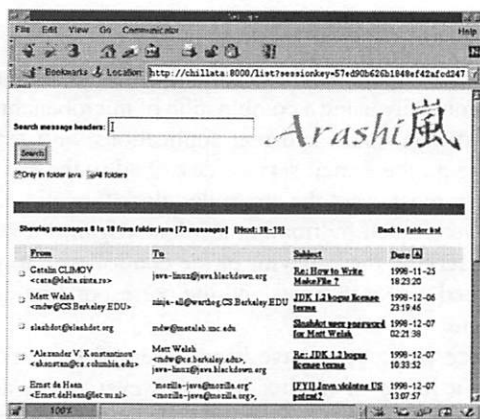 File Edit View Go Communicator Help
Bookmarks Location: http://chillata:8000/list?sessionkey=57ed90b626b1848ef42afcd247
Search message headers:
Arashi嵐
Search
Only in folder java All folders
Showing messages 0 to 10 from folder java [73 messages] [Next: 10-19] Back to folder list
From To Subject Date
Catalin CLIMOV <cata@delta.zinta.ro> java-linux@java.blackdown.org Re: How to Write MakeFile ? 1998-11-25 18:23:20
Matt Welsh <mdw@CS.Berkeley.EDU> ninja-all@warthog.CS.Berkeley.EDU JDK 1.2 bogus license terms 1998-12-06 23:19:46
slashdot@slashdot.org mdw@metalab.unc.edu Slashdot user password for Matt Welsh 1998-12-07 02:21:38
"Alexander V. Konstantinou" <akonstan@cs.columbia.edu> Matt Welsh <mdw@cs.berkeley.edu>, java-linux@java.blackdown.org Re: JDK 1.2 bogus license terms 1998-12-07 10:33:52
Ernst de Haan <ErnstdeHaan@ 'mozilla-java@mozilla.org' <mozilla-java@mozilla.org>, [FYI] Java violates US patent? 1998-12-07 13:07:57
100%